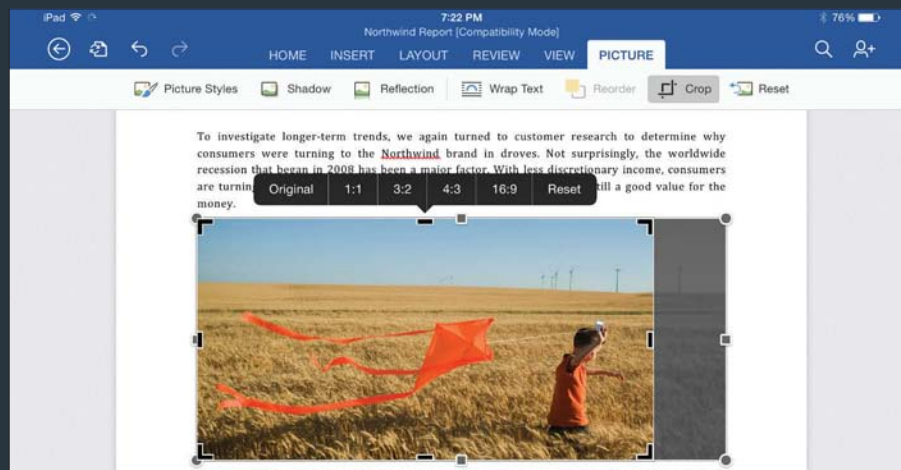 iPad 7:22 PM 76%
Northwind Report [Compatibility Mode]
HOME INSERT LAYOUT REVIEW VIEW PICTURE
Picture Styles Shadow Reflection Wrap Text Reorder Crop Reset
To investigate longer-term trends, we again turned to customer research to determine why
consumers were turning to the Northwind brand in droves. Not surprisingly, the worldwide
recession that began in 2008 has been a major factor. With less discretionary income, consumers
Original 1:1 3:2 4:3 16:9 Reset
are turning still a good value for the
money.